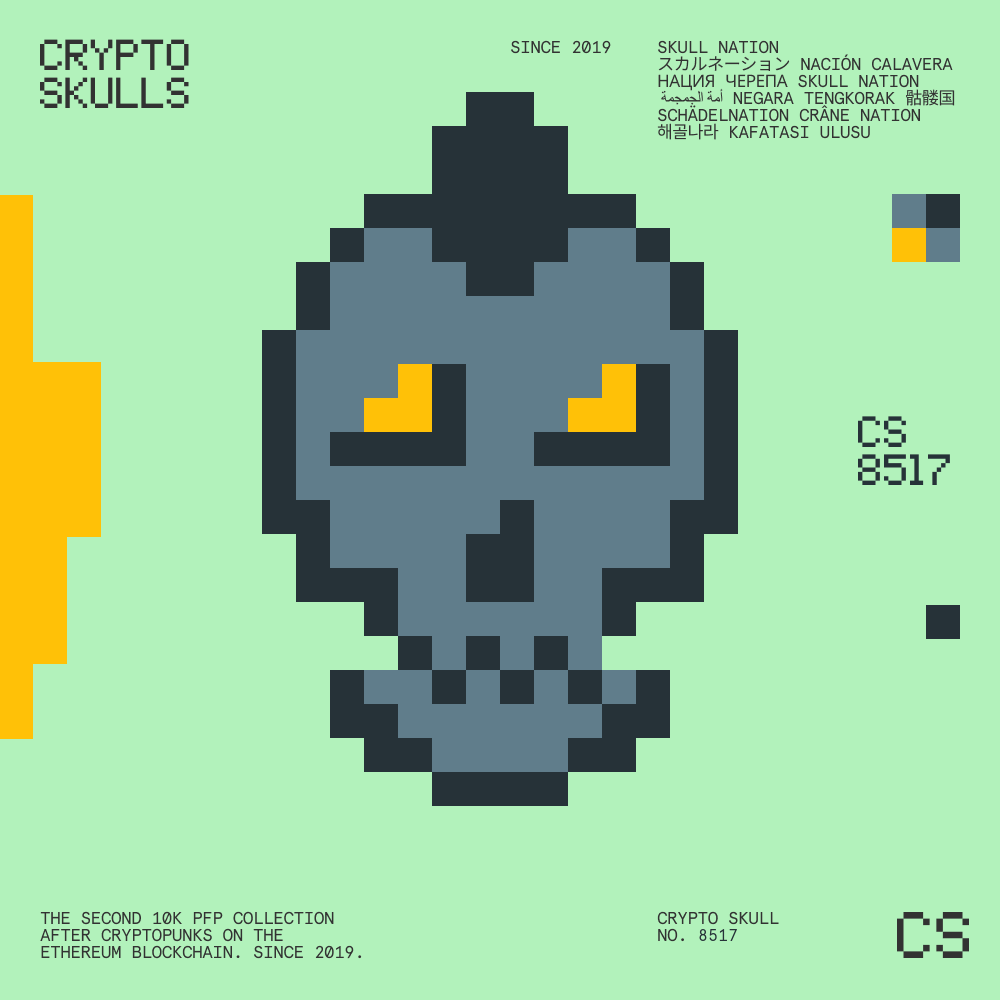 CRYPTO
SKULLS
SINCE 2019
SKULL NATION
スカルネーション NACIÓN CALAVERA
НАЦИЯ ЧЕРЕПА SKULL NATION
أمة الجمجمة NEGARA TENGKORAK 骷髅国
SCHÄDELNATION CRÂNE NATION
해골나라 KAFATASI ULUSU
CS
8517
THE SECOND 10K PFP COLLECTION
AFTER CRYPTOPUNKS ON THE
ETHEREUM BLOCKCHAIN. SINCE 2019.
CRYPTO SKULL
NO. 8517
CS